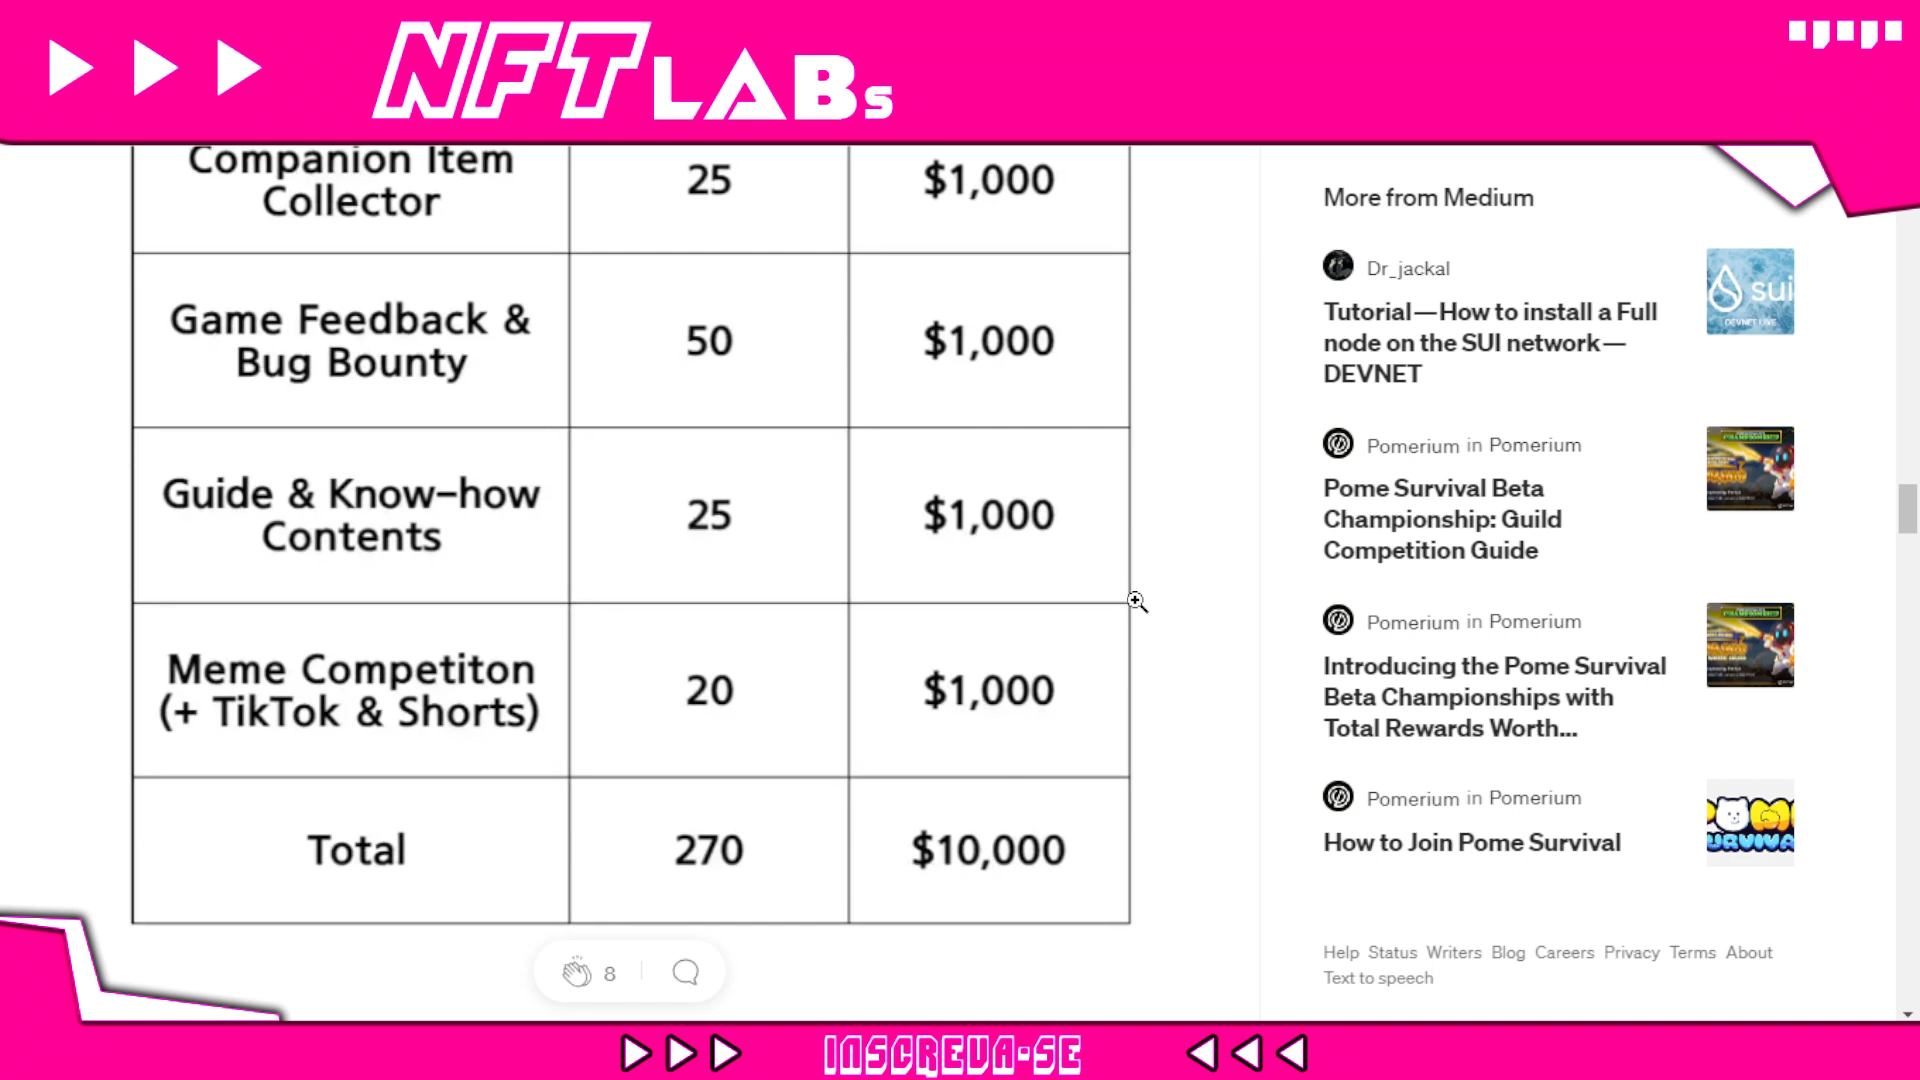 NFT LABs
Companion Item
Collector
25
$1,000
Game Feedback &
Bug Bounty
50
$1,000
Guide & Know-how
Contents
25
$1,000
Meme Competiton
(+ TikTok & Shorts)
20
$1,000
Total
270
$10,000
8
More from Medium
Dr_jackal
Tutorial — How to install a Full
node on the SUI network —
DEVNET
sui
DEVNET LIVE
Pomerium in Pomerium
Pome Survival Beta
Championship: Guild
Competition Guide
Pomerium in Pomerium
Introducing the Pome Survival
Beta Championships with
Total Rewards Worth...
Pomerium in Pomerium
How to Join Pome Survival
Help Status Writers Blog Careers Privacy Terms About
Text to speech
INSCREVA-SE